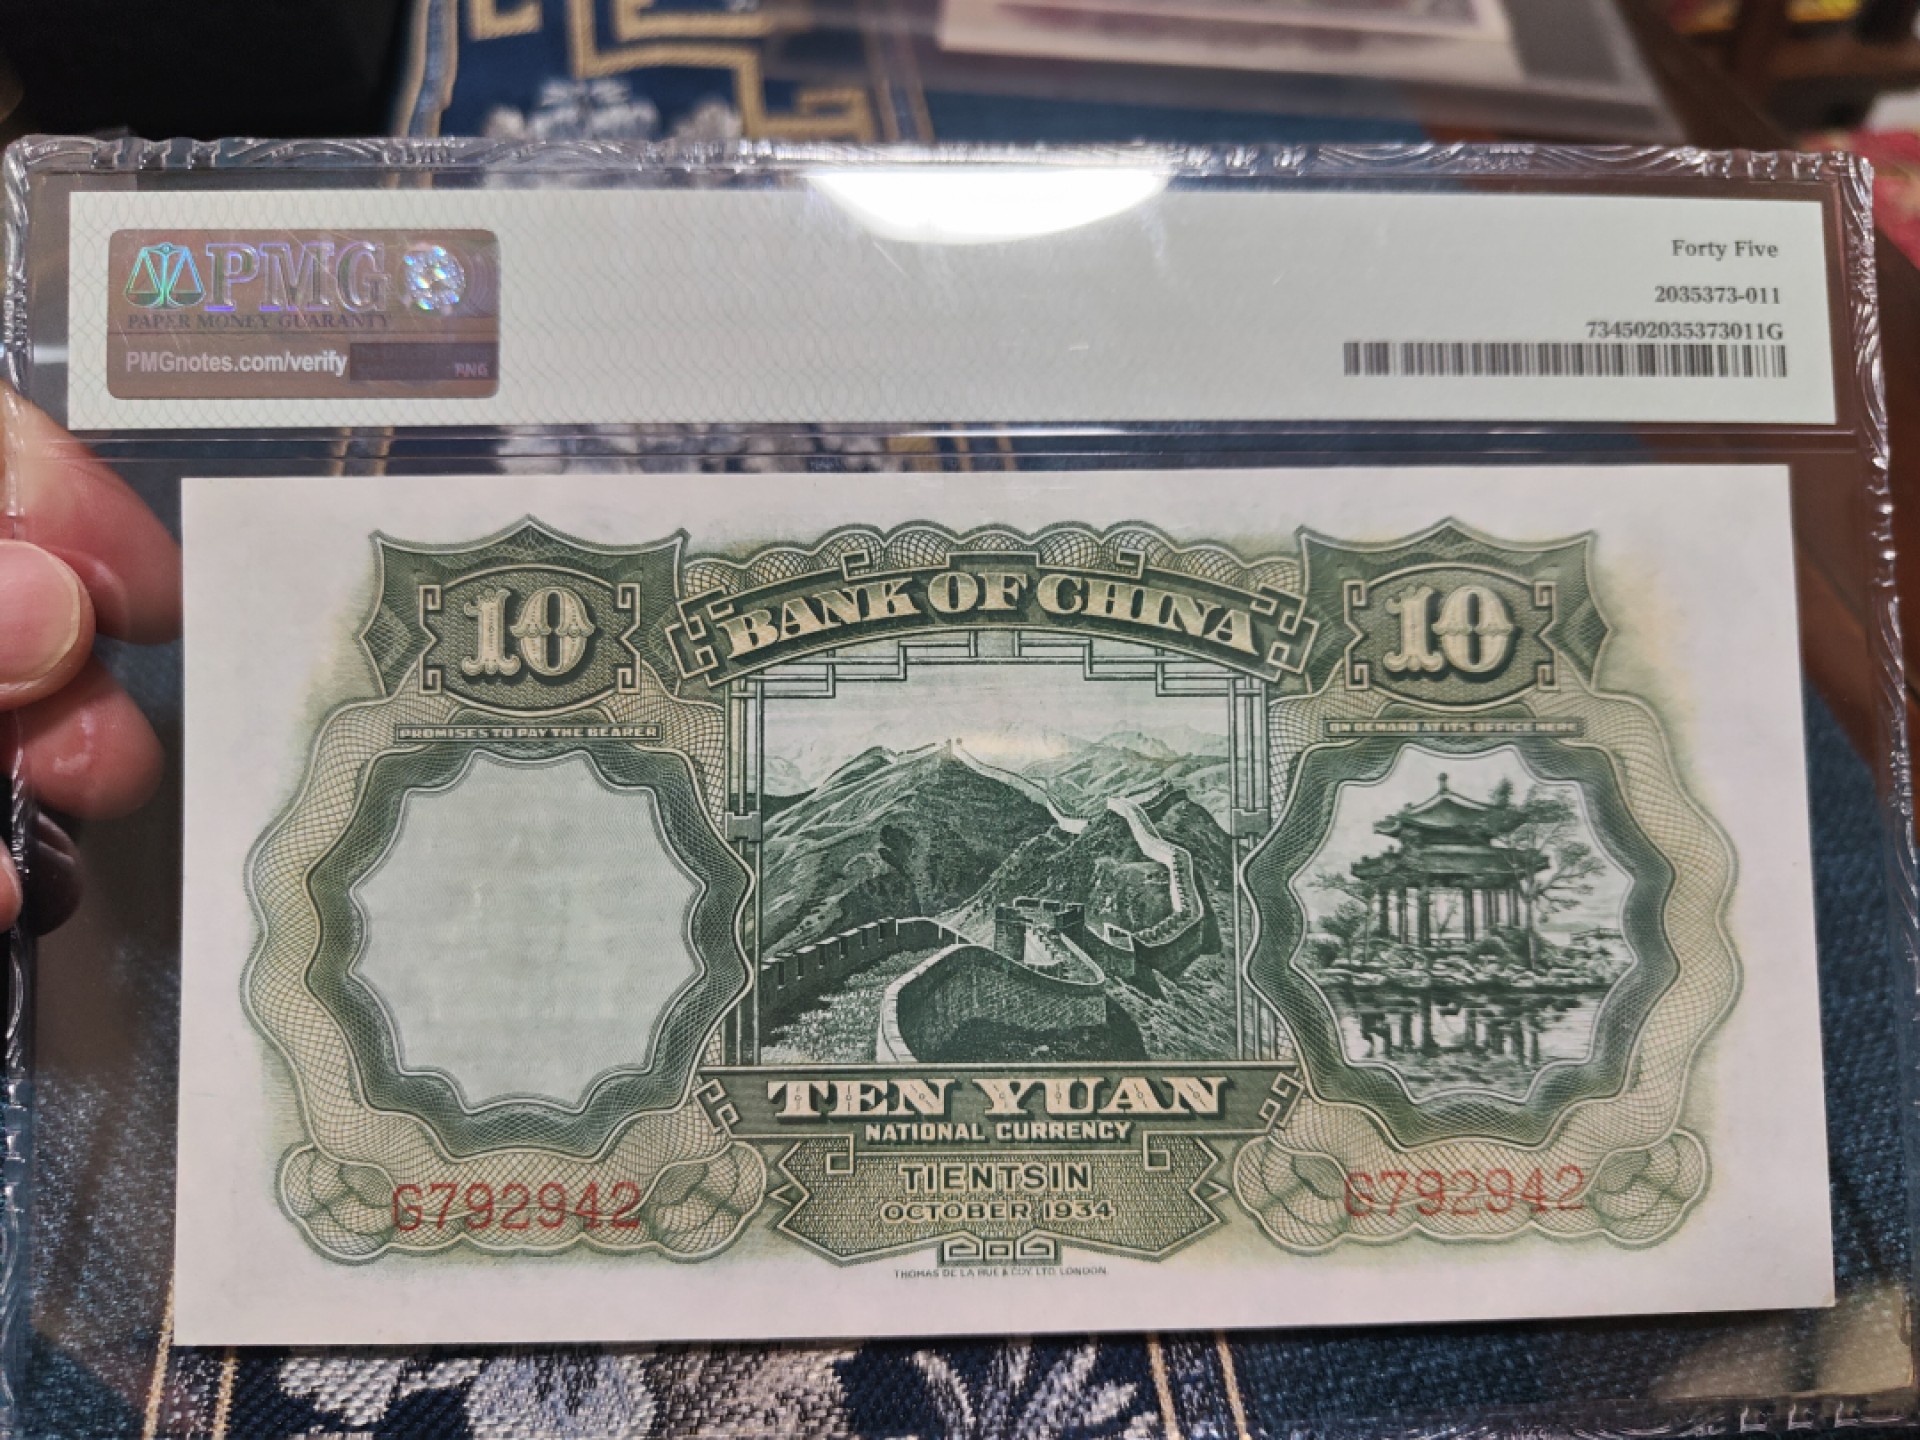 PMG
PAPER MONEY GUARANTY
PMGnotes.com/verify
PNG
Forty Five
2035373-011
734502035373011G
10
BANK OF CHINA
10
PROMISES TO PAY THE BEARER
ON DEMAND AT ITS OFFICE HERE
TEN YUAN
NATIONAL CURRENCY
TIENTSIN
OCTOBER 1934
G792942
G792942
THOMAS DE LA RUE & COY. LTD. LONDON.